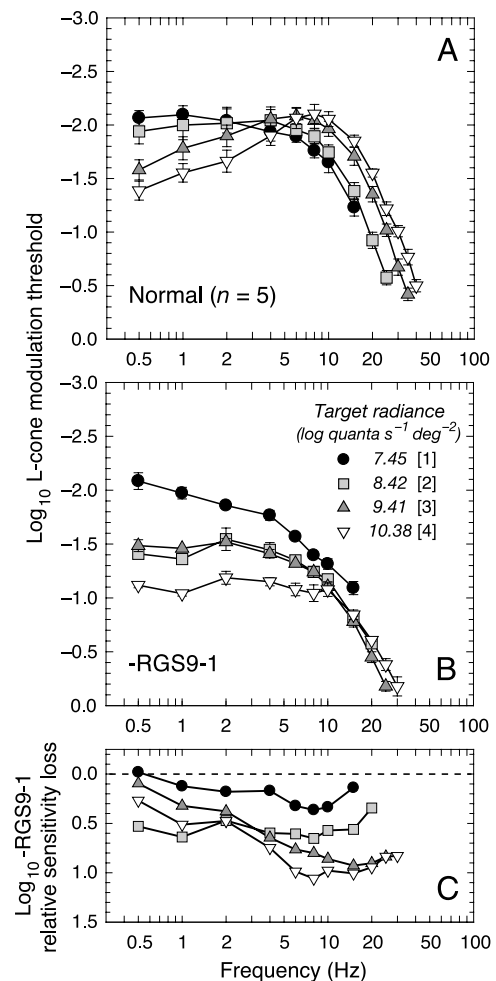 A
−3.0
−2.5
−2.0
−1.5
−1.0
−0.5
0.0
Normal (n = 5)
0.5 1 2 5 10 20 50 100
Log10 L-cone modulation threshold
B
−3.0
−2.5
−2.0
−1.5
−1.0
−0.5
0.0
Target radiance
(log quanta s−1 deg−2)
7.45 [1]
8.42 [2]
9.41 [3]
10.38 [4]
-RGS9-1
0.5 1 2 5 10 20 50 100
C
0.0
0.5
1.0
1.5
Log10-RGS9-1
relative sensitivity loss
0.5 1 2 5 10 20 50 100
Frequency (Hz)